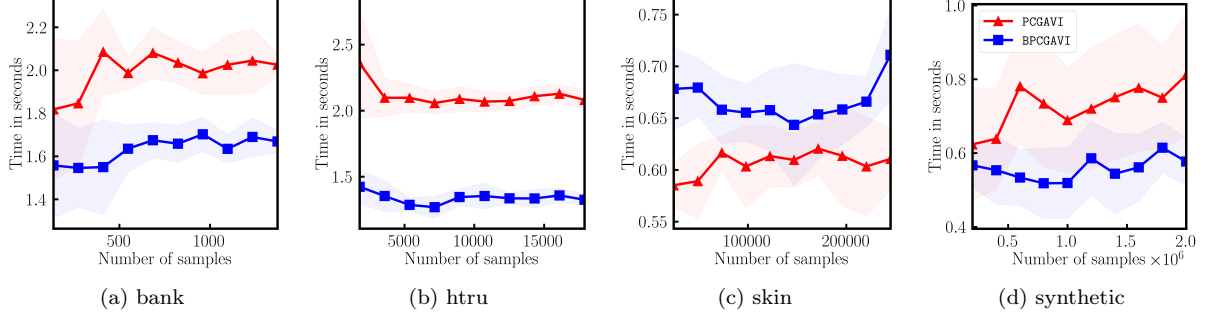 Time in seconds
2.2
2.0
1.8
1.6
1.4
500
1000
Number of samples
(a) bank
Time in seconds
2.5
2.0
1.5
5000
10000
15000
Number of samples
(b) htru
Time in seconds
0.75
0.70
0.65
0.60
0.55
100000
200000
Number of samples
(c) skin
Time in seconds
1.0
0.8
0.6
0.4
PCGAVI
BPCGAVI
0.5
1.0
1.5
2.0
Number of samples ×10⁶
(d) synthetic